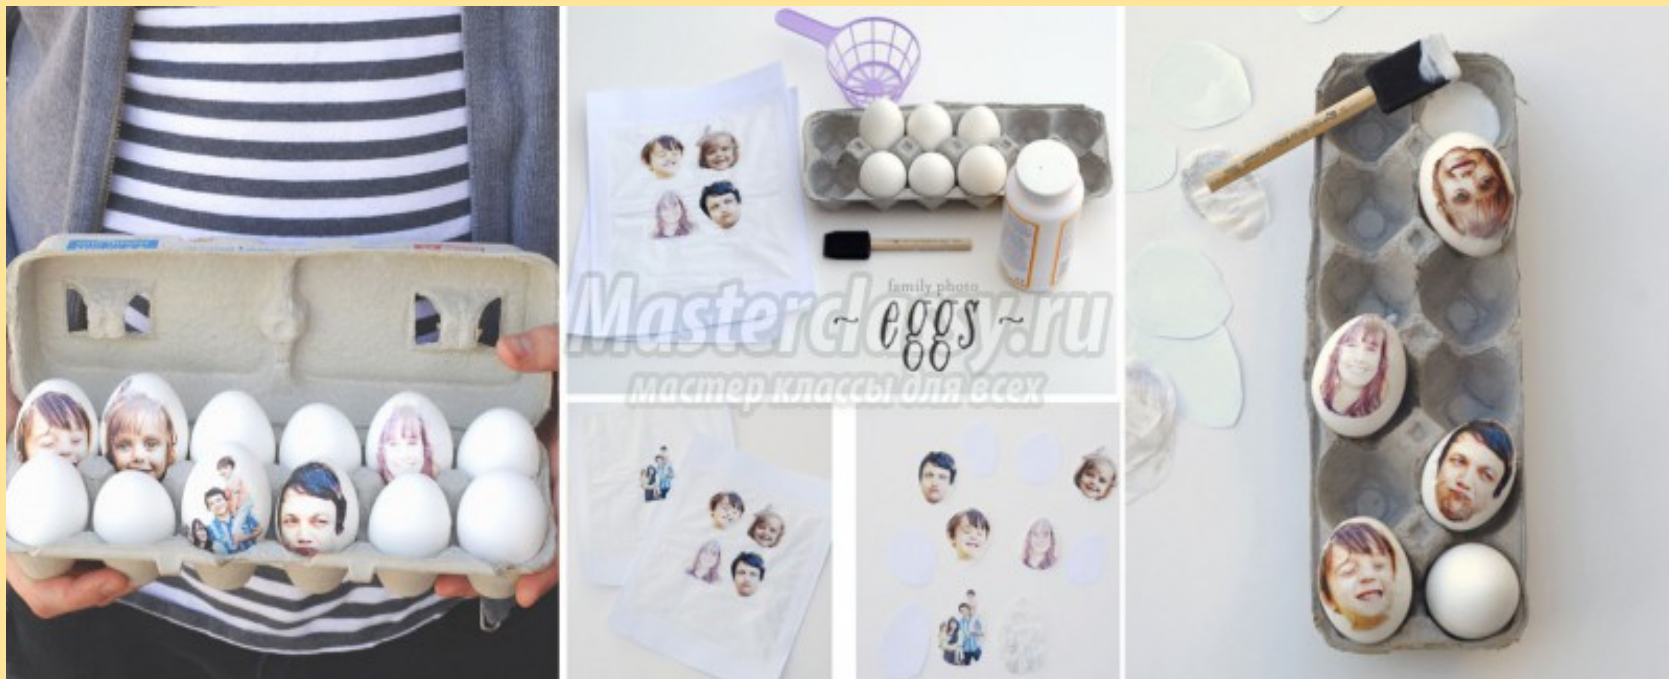 family photo
~ eggs ~
Masterclassy.ru
мастер классы для всех